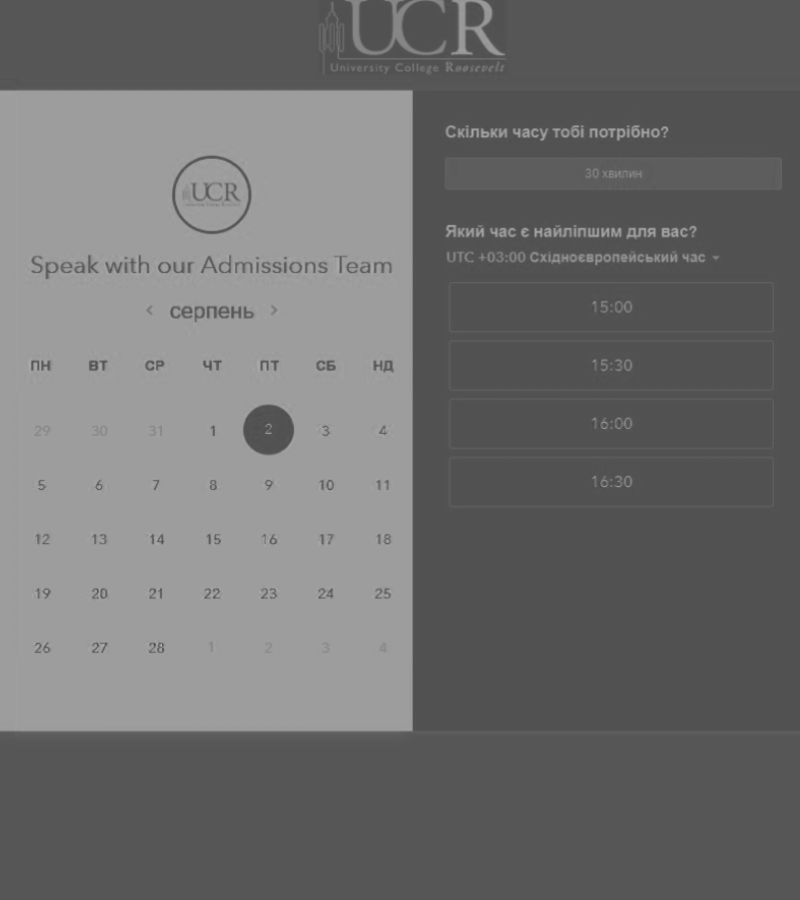 UCR
University College Roosevelt
UCR
Speak with our Admissions Team
серпень
ПН ВТ СР ЧТ ПТ СБ НД
29 30 31 1 2 3 4
5 6 7 8 9 10 11
12 13 14 15 16 17 18
19 20 21 22 23 24 25
26 27 28 1 2 3 4
Скільки часу тобі потрібно?
30 хвилин
Який час є найліпшим для вас?
UTC +03:00 Східноєвропейський час
15:00
15:30
16:00
16:30